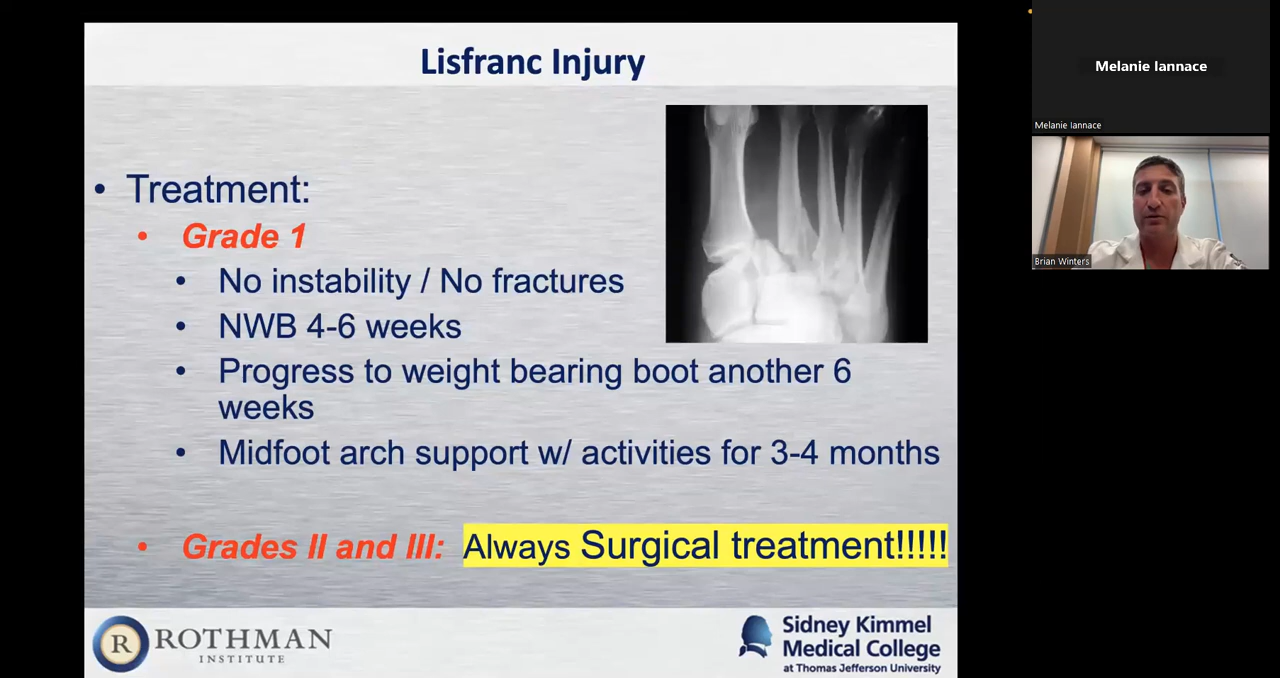 Lisfranc Injury
• Treatment:
• Grade 1
• No instability / No fractures
• NWB 4-6 weeks
• Progress to weight bearing boot another 6
weeks
• Midfoot arch support w/ activities for 3-4 months
• Grades II and III: Always Surgical treatment!!!!!
R ROTHMAN
INSTITUTE
Sidney Kimmel
Medical College
at Thomas Jefferson University
Melanie Iannace
Melanie Iannace
Brian Winters